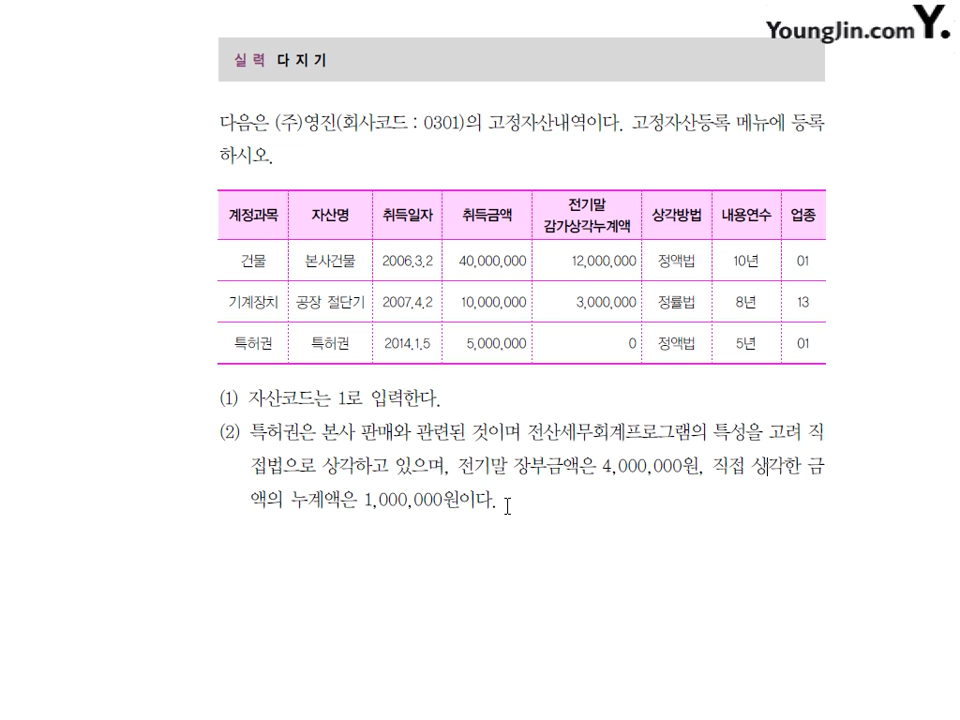 YoungJin.com Y.
실력 다지기
다음은 (주)영진(회사코드 : 0301)의 고정자산내역이다. 고정자산등록 메뉴에 등록
하시오.
계정과목 자산명 취득일자 취득금액 전기말 감가상각누계액 상각방법 내용연수 업종
건물 본사건물 2006.3.2 40,000,000 12,000,000 정액법 10년 01
기계장치 공장 절단기 2007.4.2 10,000,000 3,000,000 정률법 8년 13
특허권 특허권 2014.1.5 5,000,000 0 정액법 5년 01
(1) 자산코드는 1로 입력한다.
(2) 특허권은 본사 판매와 관련된 것이며 전산세무회계프로그램의 특성을 고려 직
접법으로 상각하고 있으며, 전기말 장부금액은 4,000,000원, 직접 상각한 금
액의 누계액은 1,000,000원이다.